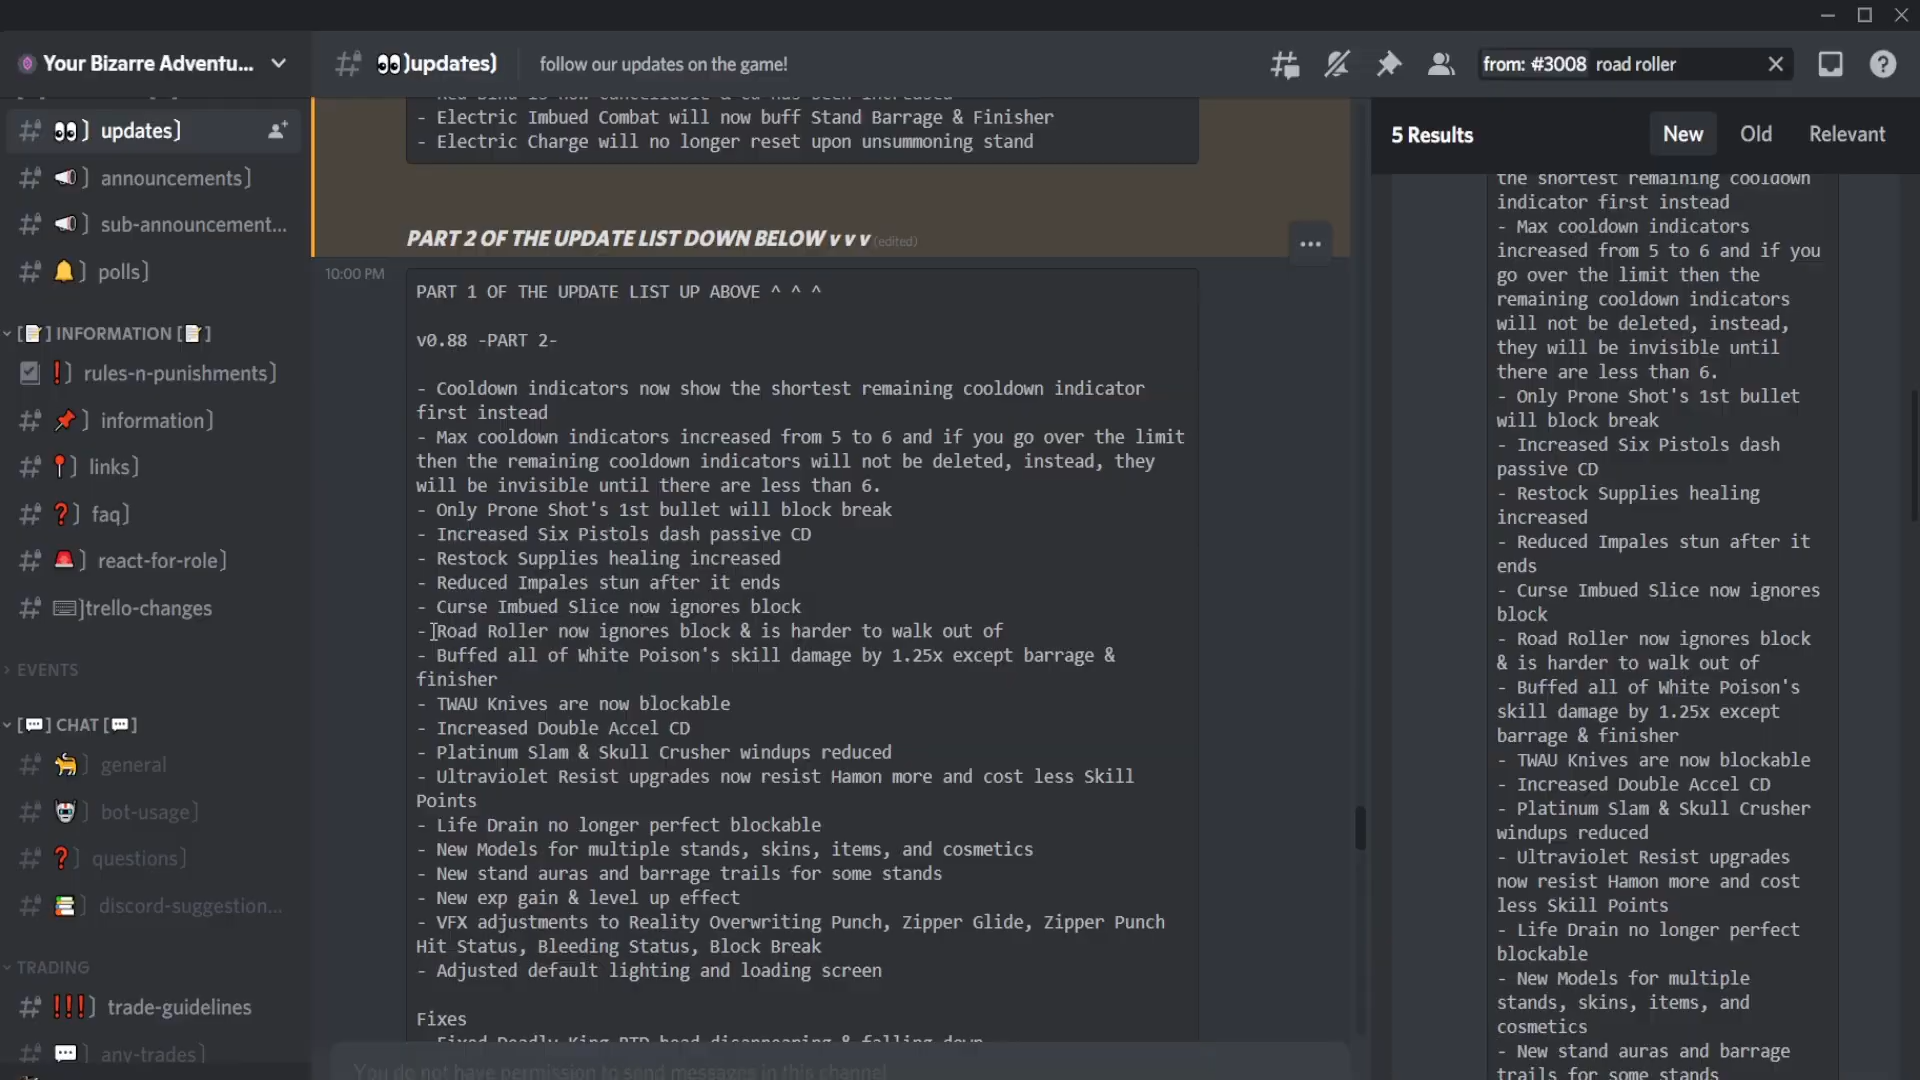 Your Bizarre Adventu...
updates]
announcements]
sub-announcement...
polls]
[📝] INFORMATION [📝]
rules-n-punishments]
information]
links]
faq]
react-for-role]
]trello-changes
EVENTS
[💬] CHAT [💬]
general
bot-usage]
questions]
discord-suggestion...
TRADING
trade-guidelines
any-trades]
👀]updates]
follow our updates on the game!
from: #3008 road roller
- Electric Imbued Combat will now buff Stand Barrage & Finisher
- Electric Charge will no longer reset upon unsummoning stand
PART 2 OF THE UPDATE LIST DOWN BELOW v v v (edited)
10:00 PM
PART 1 OF THE UPDATE LIST UP ABOVE ^ ^ ^
v0.88 -PART 2-
- Cooldown indicators now show the shortest remaining cooldown indicator
first instead
- Max cooldown indicators increased from 5 to 6 and if you go over the limit
then the remaining cooldown indicators will not be deleted, instead, they
will be invisible until there are less than 6.
- Only Prone Shot's 1st bullet will block break
- Increased Six Pistols dash passive CD
- Restock Supplies healing increased
- Reduced Impales stun after it ends
- Curse Imbued Slice now ignores block
- Road Roller now ignores block & is harder to walk out of
- Buffed all of White Poison's skill damage by 1.25x except barrage &
finisher
- TWAU Knives are now blockable
- Increased Double Accel CD
- Platinum Slam & Skull Crusher windups reduced
- Ultraviolet Resist upgrades now resist Hamon more and cost less Skill
Points
- Life Drain no longer perfect blockable
- New Models for multiple stands, skins, items, and cosmetics
- New stand auras and barrage trails for some stands
- New exp gain & level up effect
- VFX adjustments to Reality Overwriting Punch, Zipper Glide, Zipper Punch
Hit Status, Bleeding Status, Block Break
- Adjusted default lighting and loading screen
Fixes
You do not have permission to send messages in this channel
5 Results
New
Old
Relevant
the shortest remaining cooldown
indicator first instead
- Max cooldown indicators
increased from 5 to 6 and if you
go over the limit then the
remaining cooldown indicators
will not be deleted, instead,
they will be invisible until
there are less than 6.
- Only Prone Shot's 1st bullet
will block break
- Increased Six Pistols dash
passive CD
- Restock Supplies healing
increased
- Reduced Impales stun after it
ends
- Curse Imbued Slice now ignores
block
- Road Roller now ignores block
& is harder to walk out of
- Buffed all of White Poison's
skill damage by 1.25x except
barrage & finisher
- TWAU Knives are now blockable
- Increased Double Accel CD
- Platinum Slam & Skull Crusher
windups reduced
- Ultraviolet Resist upgrades
now resist Hamon more and cost
less Skill Points
- Life Drain no longer perfect
blockable
- New Models for multiple
stands, skins, items, and
cosmetics
- New stand auras and barrage
trails for some stands